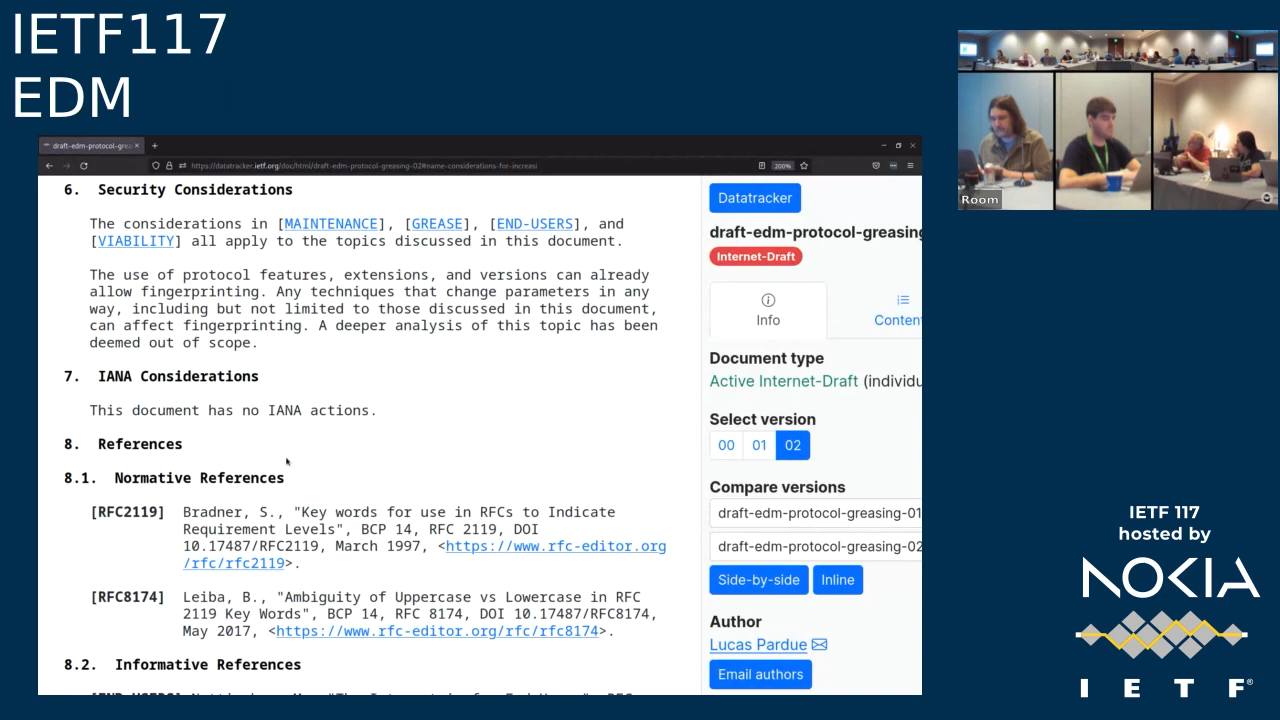 IETF117
EDM
draft-edm-protocol-grea
https://datatracker.ietf.org/doc/html/draft-edm-protocol-greasing-02#name-considerations-for-increasi
200%
6. Security Considerations
The considerations in [MAINTENANCE], [GREASE], [END-USERS], and
[VIABILITY] all apply to the topics discussed in this document.
The use of protocol features, extensions, and versions can already
allow fingerprinting. Any techniques that change parameters in any
way, including but not limited to those discussed in this document,
can affect fingerprinting. A deeper analysis of this topic has been
deemed out of scope.
7. IANA Considerations
This document has no IANA actions.
8. References
8.1. Normative References
[RFC2119] Bradner, S., "Key words for use in RFCs to Indicate
Requirement Levels", BCP 14, RFC 2119, DOI
10.17487/RFC2119, March 1997, <https://www.rfc-editor.org
/rfc/rfc2119>.
[RFC8174] Leiba, B., "Ambiguity of Uppercase vs Lowercase in RFC
2119 Key Words", BCP 14, RFC 8174, DOI 10.17487/RFC8174,
May 2017, <https://www.rfc-editor.org/rfc/rfc8174>.
8.2. Informative References
Datatracker
draft-edm-protocol-greasing
Internet-Draft
Info
Conten
Document type
Active Internet-Draft (individu
Select version
00 01 02
Compare versions
draft-edm-protocol-greasing-01
draft-edm-protocol-greasing-02
Side-by-side Inline
Author
Lucas Pardue
Email authors
Room
IETF 117
hosted by
NOKIA
I E T F®